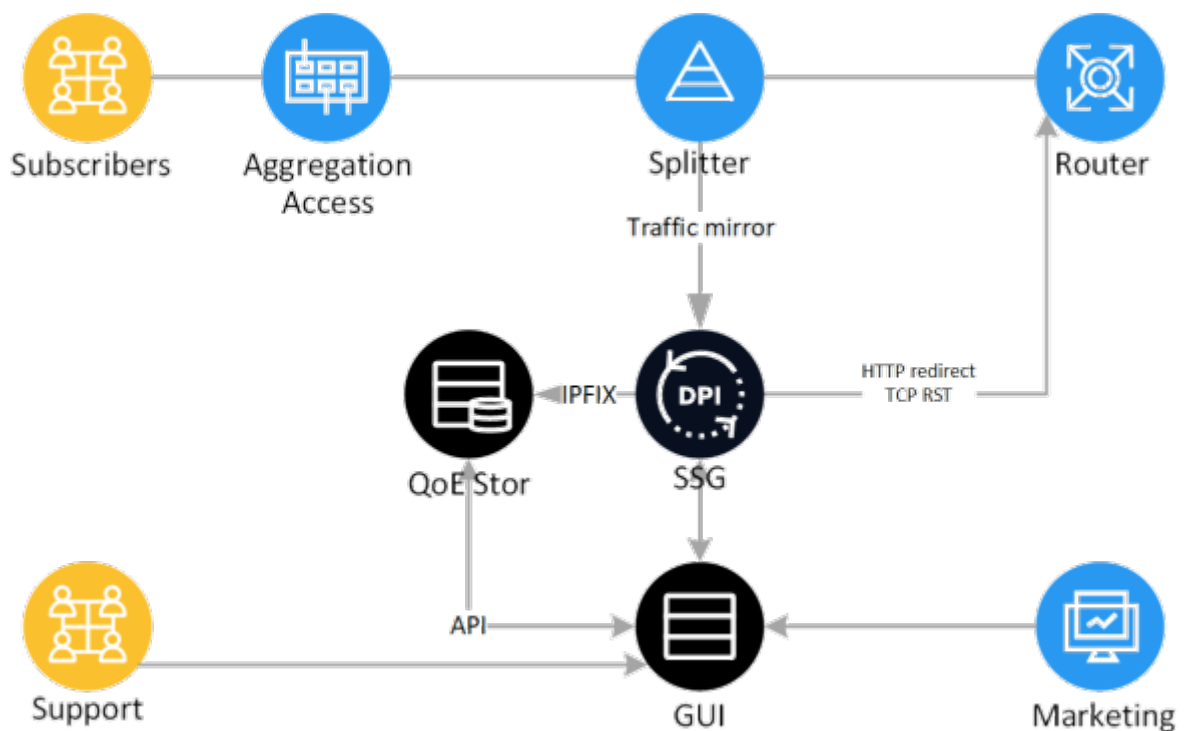 Subscribers
Aggregation
Access
Splitter
Router
Traffic mirror
IPFIX
DPI
HTTP redirect
TCP RST
QoE Stor
SSG
API
Support
GUI
Marketing